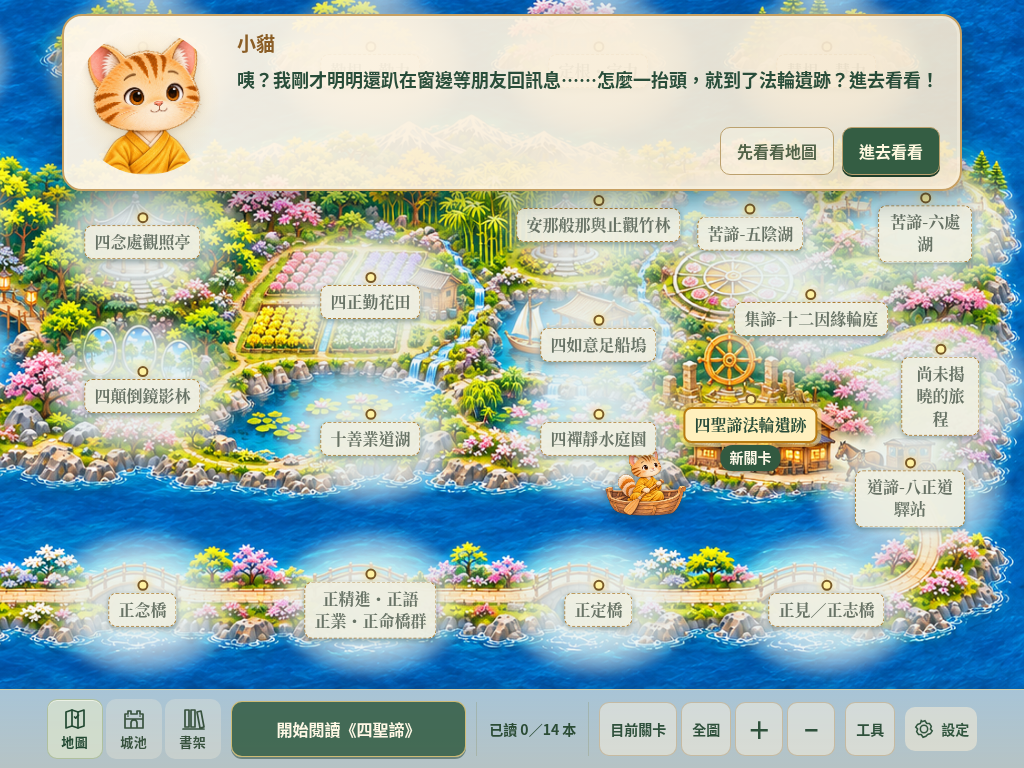 小貓
咦？我剛才明明還趴在窗邊等朋友回訊息⋯⋯怎麼一抬頭，就到了法輪遺跡？進去看看！
先看看地圖
進去看看
四念處觀照亭
安那般那與止觀竹林
苦諦-五陰湖
苦諦-六處
湖
四正勤花田
集諦-十二因緣輪庭
四如意足船塢
四顛倒鏡影林
尚未揭
曉的旅
程
十善業道湖
四禪靜水庭園
四聖諦法輪遺跡
新關卡
道諦-八正道
驛站
正念橋
正精進・正語
正業・正命橋群
正定橋
正見／正志橋
地圖
城池
書架
開始閱讀《四聖諦》
已讀 0／14 本
目前關卡
全圖
+
−
工具
設定